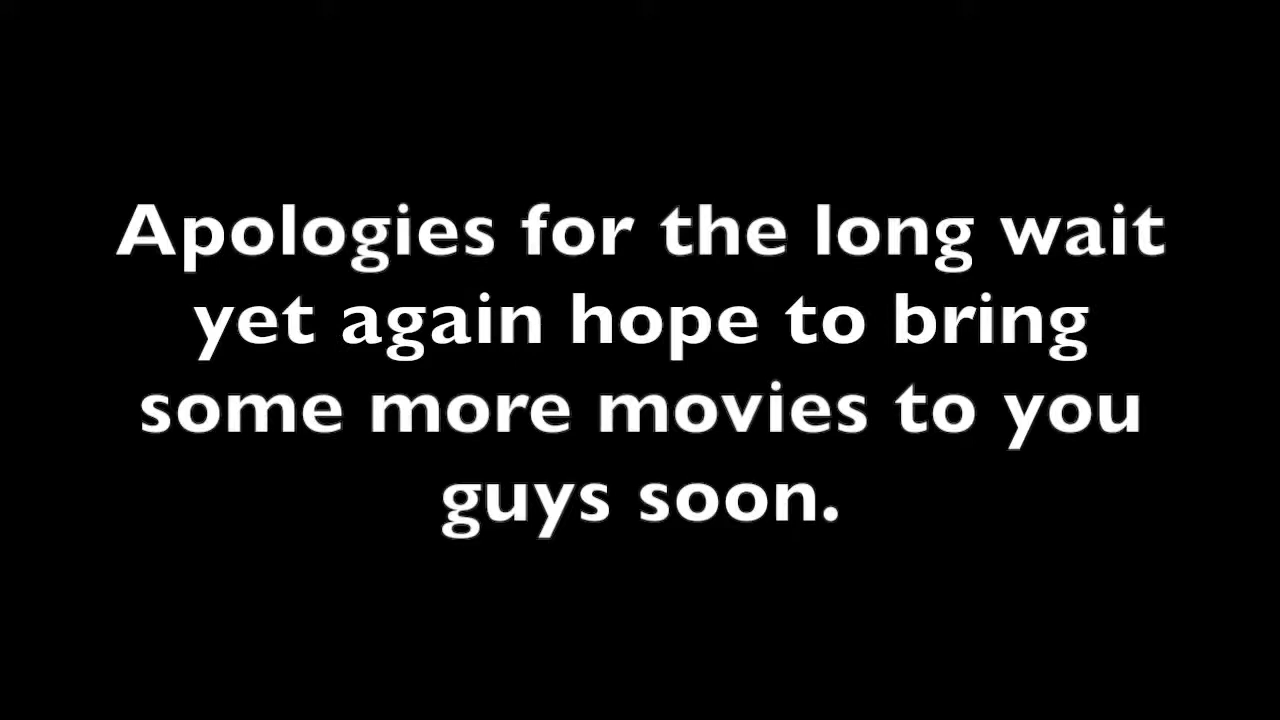 Apologies for the long wait
yet again hope to bring
some more movies to you
guys soon.